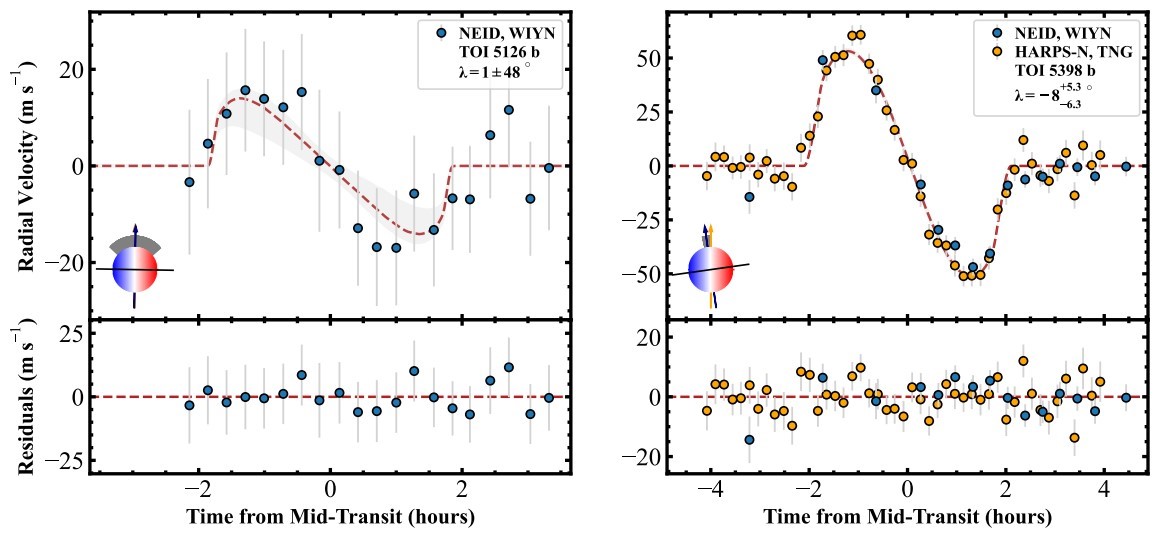 NEID, WIYN
TOI 5126 b
λ = 1 ± 48 °
20
0
−20
Radial Velocity (m s⁻¹)
25
0
−25
Residuals (m s⁻¹)
−2 0 2
Time from Mid-Transit (hours)
NEID, WIYN
HARPS-N, TNG
TOI 5398 b
λ = −8 +5.3 −6.3 °
50
25
0
−25
−50
20
0
−20
−4 −2 0 2 4
Time from Mid-Transit (hours)